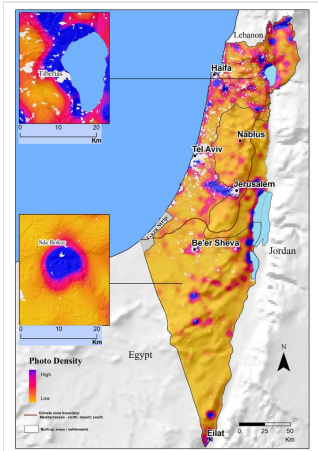 Lebanon
Haifa
Tiberius
0 10 20
Km
Nablus
Tel Aviv
Jerusalem
Gaza Strip
Be'er Sheva
Jordan
Sde Boker
0 10 20
Km
Egypt
Photo Density
High
Low
Climate zone boundary:
Mediterranean - north; desert; south
Built-up areas / settlements
N
0 25 50
Km
Eilat